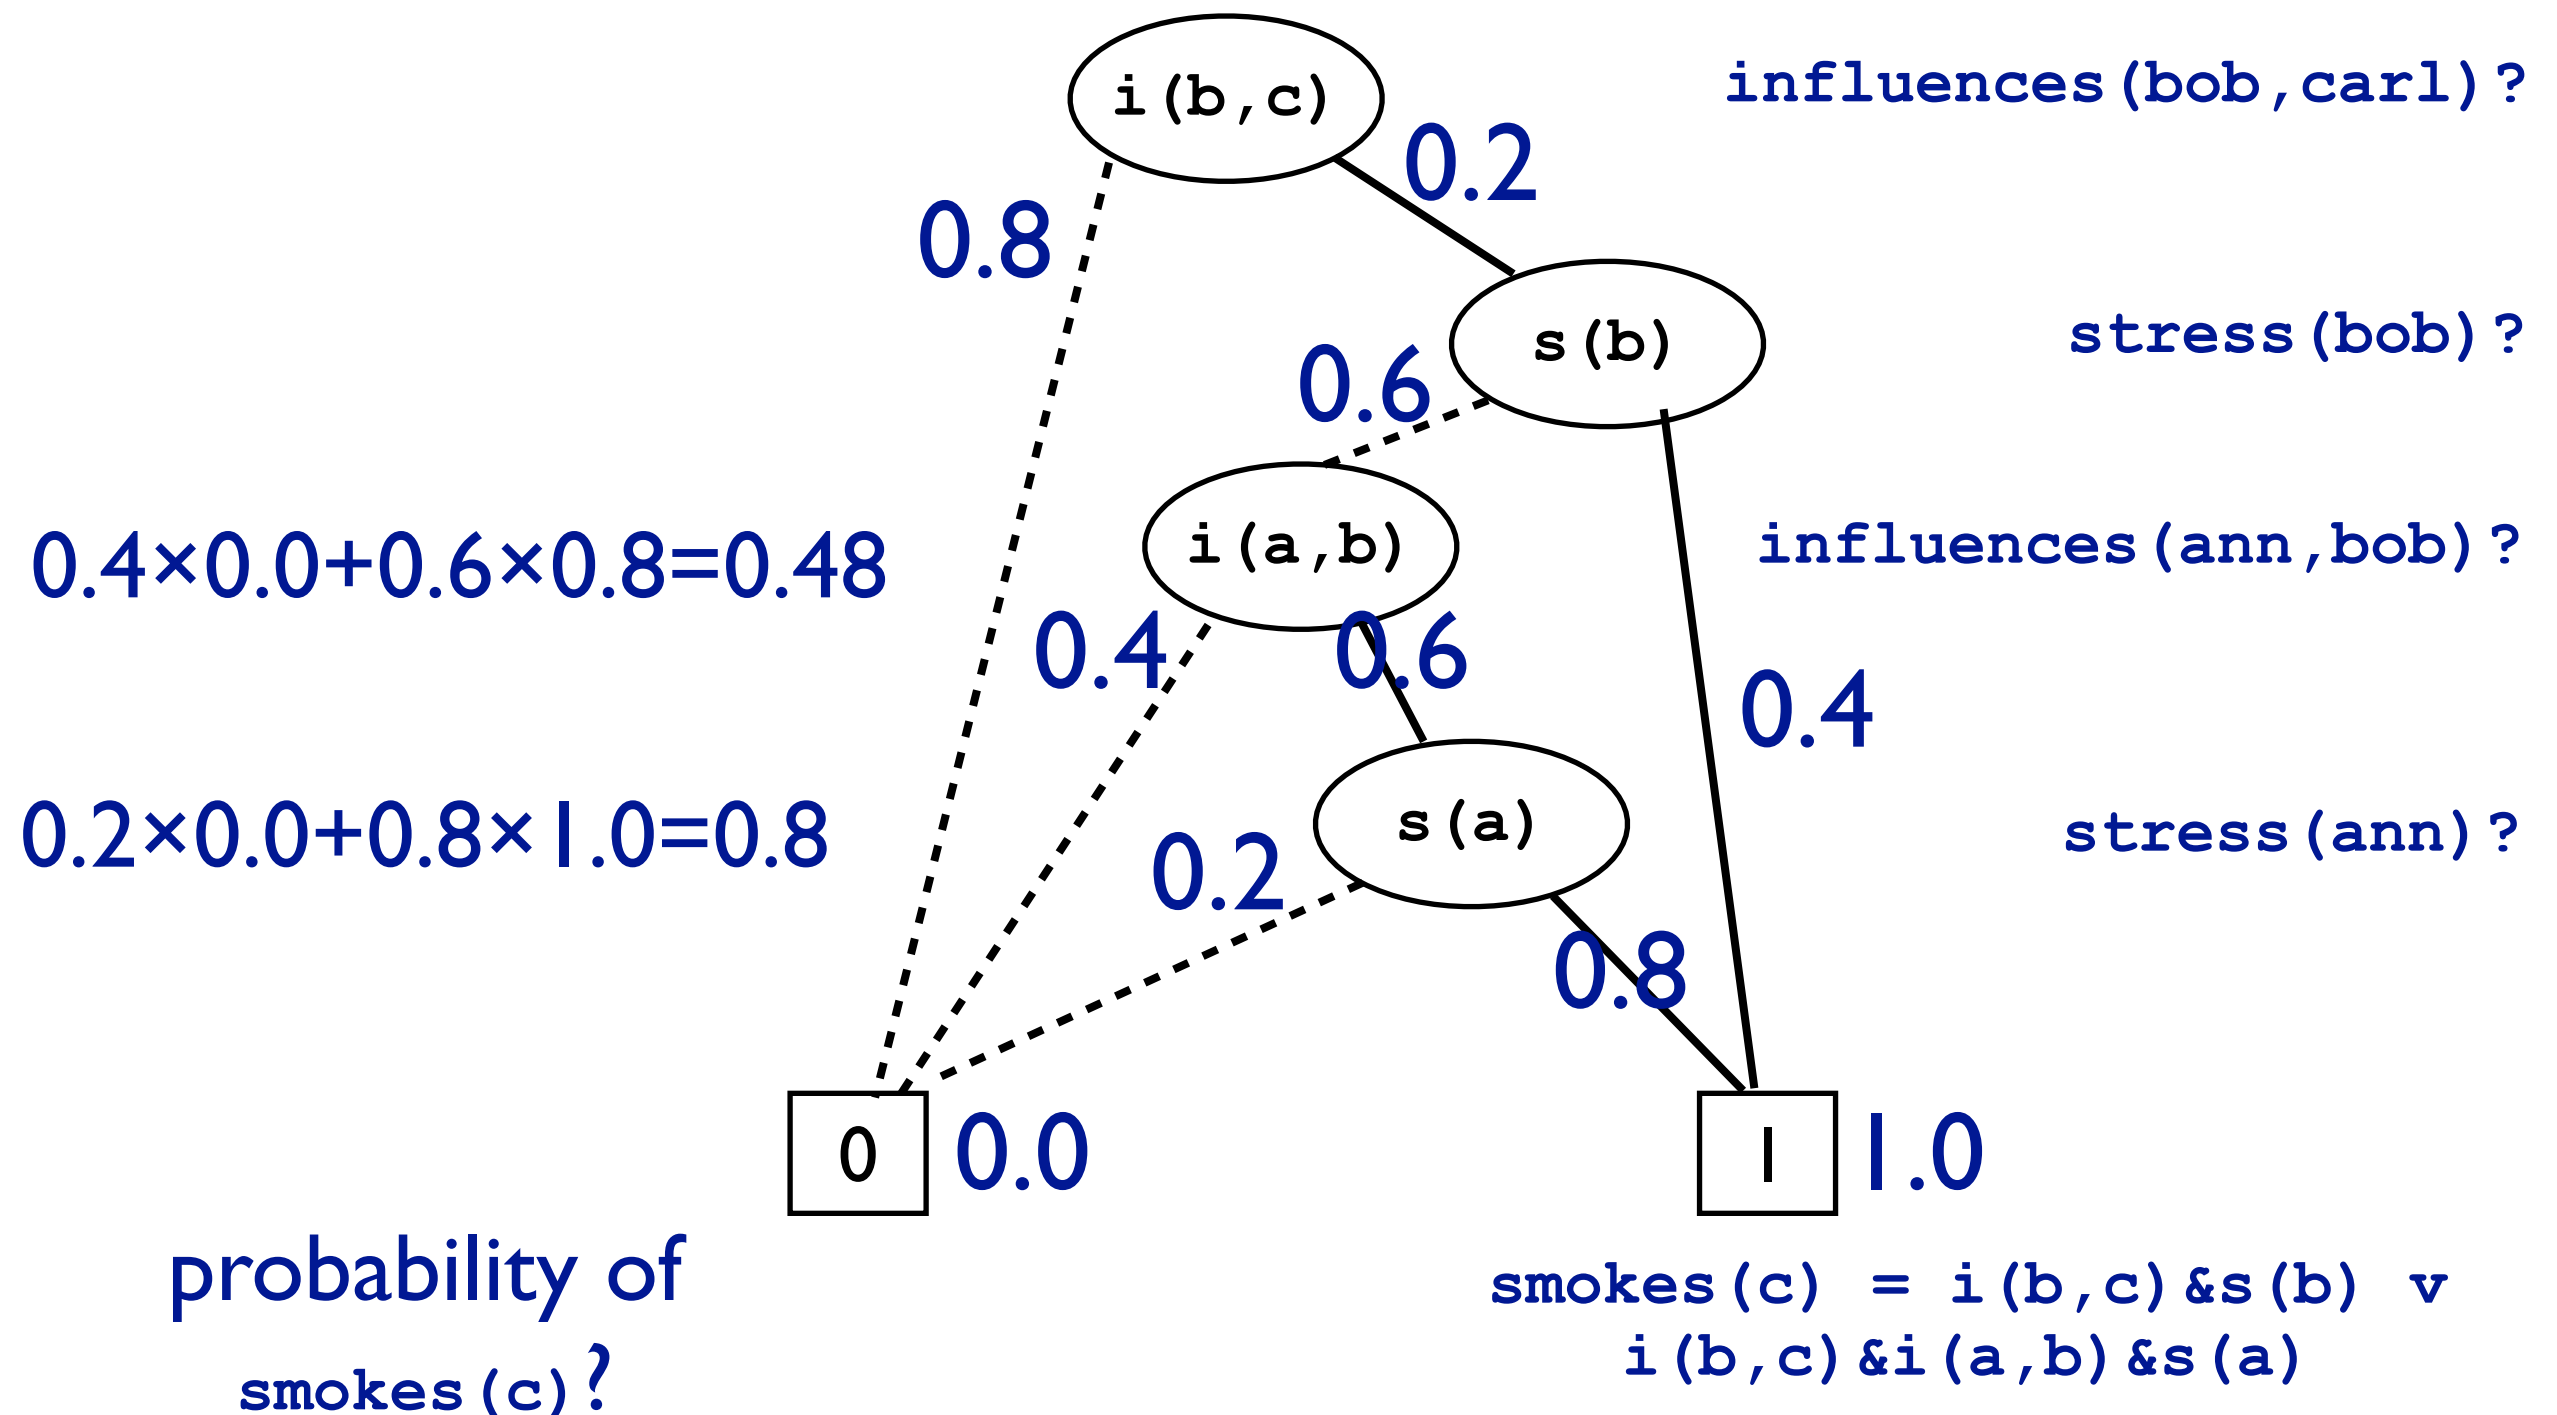 i(b,c)
influences(bob,carl)?
0.2
0.8
s(b)
stress(bob)?
0.6
0.4×0.0+0.6×0.8=0.48
i(a,b)
influences(ann,bob)?
0.4
0.6
0.4
0.2×0.0+0.8×1.0=0.8
s(a)
stress(ann)?
0.2
0.8
0
0.0
1
1.0
probability of
smokes(c)?
smokes(c) = i(b,c)&s(b) v
i(b,c)&i(a,b)&s(a)